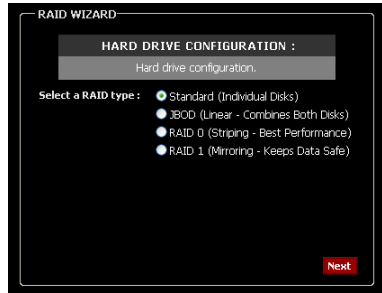 RAID WIZARD
HARD DRIVE CONFIGURATION :
Hard drive configuration.
Select a RAID type : Standard (Individual Disks)
JBOD (Linear - Combines Both Disks)
RAID 0 (Striping - Best Performance)
RAID 1 (Mirroring - Keeps Data Safe)
Next